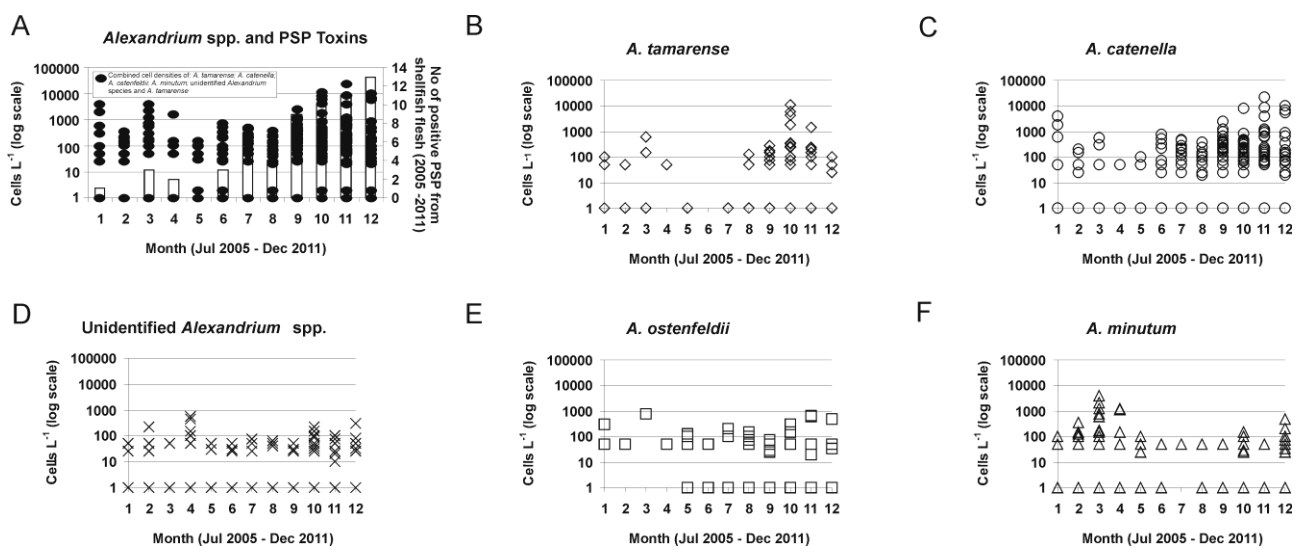 A
Alexandrium spp. and PSP Toxins
Cells L⁻¹ (log scale)
100000
10000
1000
100
10
1
Combined cell densities of: A. tamarense, A. catenella,
A. ostenfeldii, A. minutum, unidentified Alexandrium
species and A. tamarense
14
12
10
8
6
4
2
0
No of positive PSP from
shellfish flesh (2005 -2011)
1 2 3 4 5 6 7 8 9 10 11 12
Month (Jul 2005 - Dec 2011)
B
A. tamarense
Cells L⁻¹ (log scale)
100000
10000
1000
100
10
1
1 2 3 4 5 6 7 8 9 10 11 12
Month (Jul 2005 - Dec 2011)
C
A. catenella
Cells L⁻¹ (log scale)
100000
10000
1000
100
10
1
1 2 3 4 5 6 7 8 9 10 11 12
Month (Jul 2005 - Dec 2011)
D
Unidentified Alexandrium spp.
Cells L⁻¹ (log scale)
100000
10000
1000
100
10
1
1 2 3 4 5 6 7 8 9 10 11 12
Month (Jul 2005 - Dec 2011)
E
A. ostenfeldii
Cells L⁻¹ (log scale)
100000
10000
1000
100
10
1
1 2 3 4 5 6 7 8 9 10 11 12
Month (Jul 2005 - Dec 2011)
F
A. minutum
Cells L⁻¹ (log scale)
100000
10000
1000
100
10
1
1 2 3 4 5 6 7 8 9 10 11 12
Month (Jul 2005 - Dec 2011)